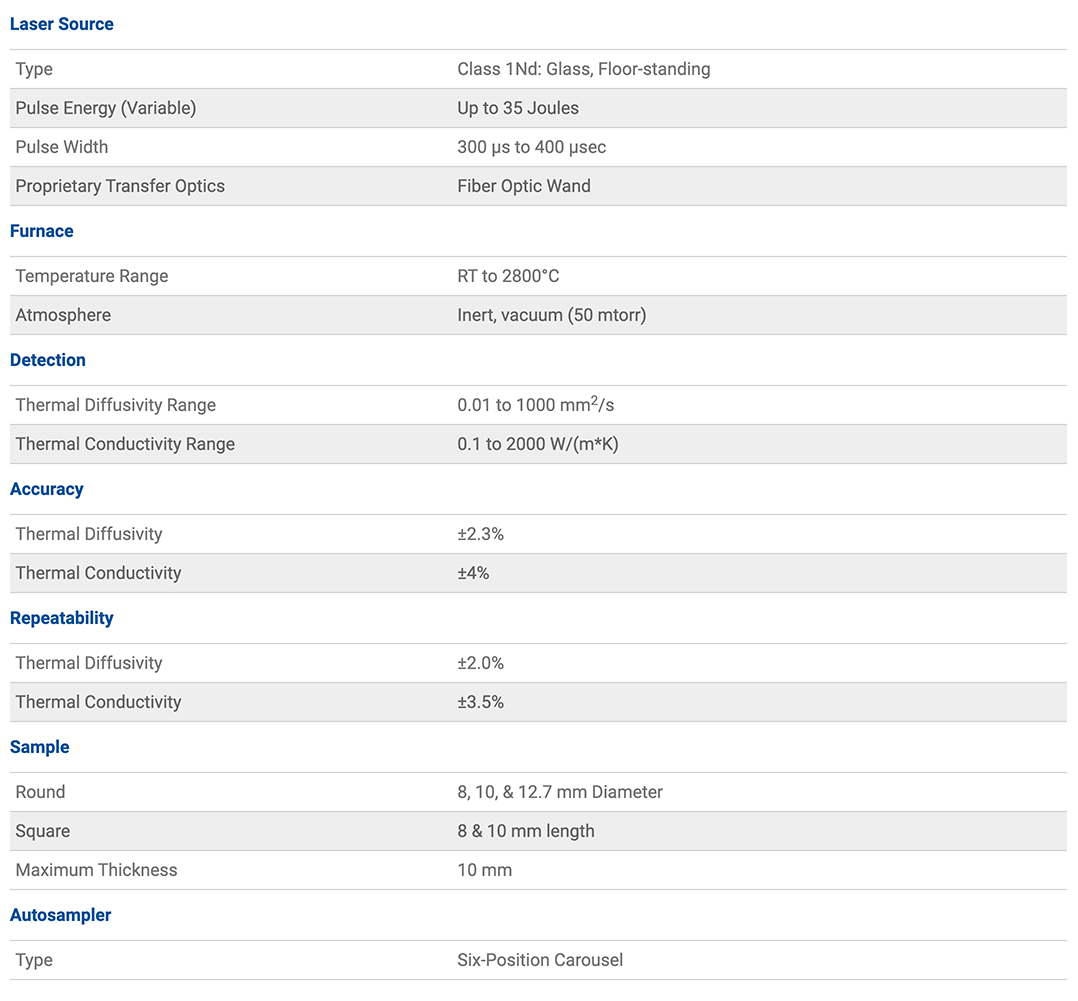 Laser Source
Type Class 1Nd: Glass, Floor-standing
Pulse Energy (Variable) Up to 35 Joules
Pulse Width 300 µs to 400 µsec
Proprietary Transfer Optics Fiber Optic Wand
Furnace
Temperature Range RT to 2800°C
Atmosphere Inert, vacuum (50 mtorr)
Detection
Thermal Diffusivity Range 0.01 to 1000 mm²/s
Thermal Conductivity Range 0.1 to 2000 W/(m*K)
Accuracy
Thermal Diffusivity ±2.3%
Thermal Conductivity ±4%
Repeatability
Thermal Diffusivity ±2.0%
Thermal Conductivity ±3.5%
Sample
Round 8, 10, & 12.7 mm Diameter
Square 8 & 10 mm length
Maximum Thickness 10 mm
Autosampler
Type Six-Position Carousel